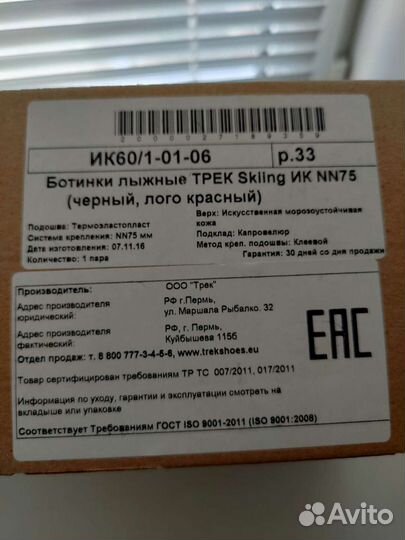 2000027189359
ИК60/1-01-06 р.33
Ботинки лыжные ТРЕК Skiing ИК NN75
(черный, лого красный)
Верх: Искусственная морозоустойчивая
кожа
Подошва: Термоэластопласт
Подклад: Капровелюр
Система крепления: NN75 мм
Метод креп. подошвы: Клеевой
Дата изготовления: 07.11.16
Гарантия: 30 дней со дня продажи
Количество: 1 пара
Производитель: ООО "Трек"
Адрес производителя РФ г.Пермь,
юридический: ул. Маршала Рыбалко. 32
Адрес производителя РФ, г. Пермь,
фактический: Куйбышева 115б
Отдел продаж: т. 8 800 777-3-4-5-6, www.trekshoes.eu
Товар сертифицирован требованиям ТР ТС 007/2011, 017/2011
Информация по уходу, гарантии и эксплуатации смотреть на
вкладыше или упаковке
Соответствует Требованиям ГОСТ ISO 9001-2011 (ISO 9001:2008)
EAC
Avito